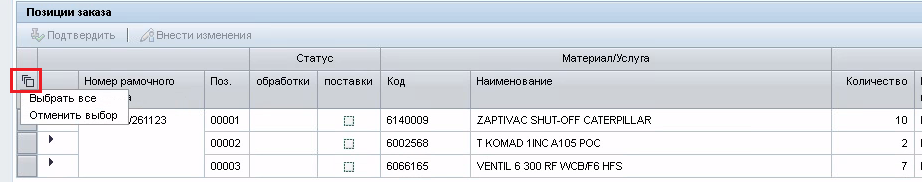 Позиции заказа
Подтвердить Внести изменения
Статус Материал/Услуга
Номер рамочного Поз. обработки поставки Код Наименование Количество
Выбрать все
Отменить выбор
/261123 00001 6140009 ZAPTIVAC SHUT-OFF CATERPILLAR 10
00002 6002568 T KOMAD 1INC A105 POC 2
00003 6066165 VENTIL 6 300 RF WCB/F6 HFS 7